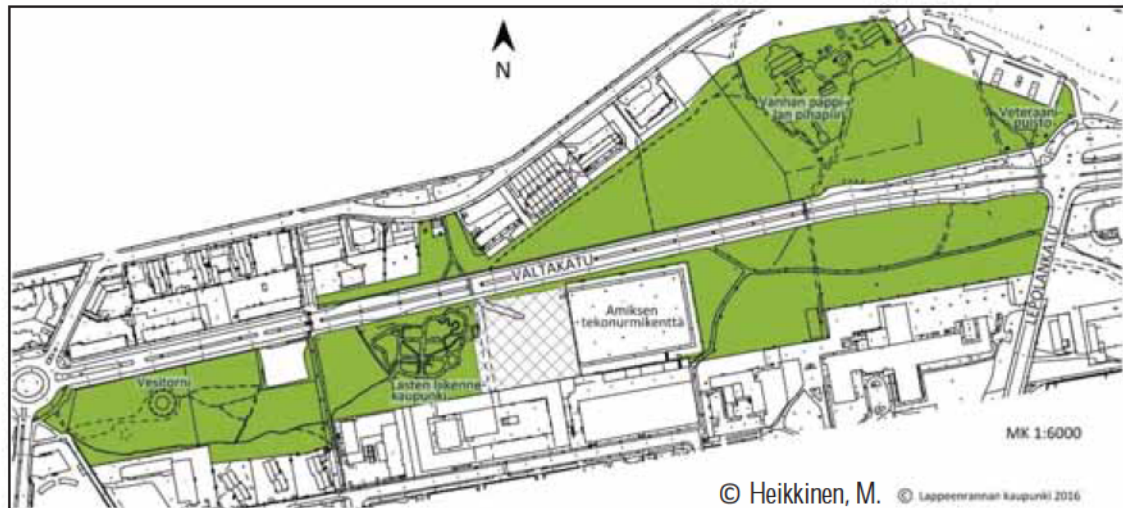 N
Vanhan pappi-
lan pihapiiri
Veteraani-
puisto
VALTAKATU
LEPOLANKATU
Amiksen
tekonurmikenttä
Vesitorni
Lasten liikenne-
kaupunki
MK 1:6000
© Heikkinen, M. © Lappeenrannan kaupunki 2016